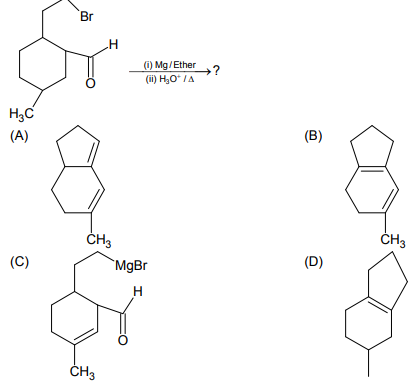 Br
H
O
H₃C
(i) Mg/Ether
(ii) H₃O⁺ / Δ
?
(A)
CH₃
(B)
CH₃
(C)
MgBr
H
O
CH₃
(D)